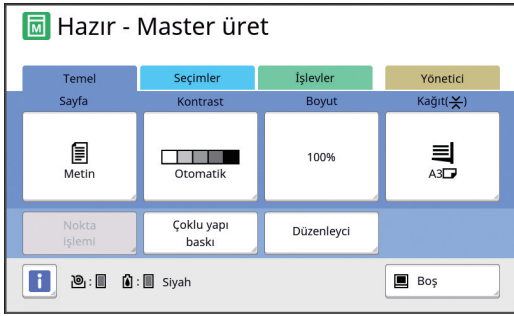 M Hazır - Master üret
Temel Seçimler İşlevler Yönetici
Sayfa Kontrast Boyut Kağıt( )
Metin Otomatik 100% A3
Nokta işlemi
Çoklu yapı baskı
Düzenleyci
i : : Siyah Boş